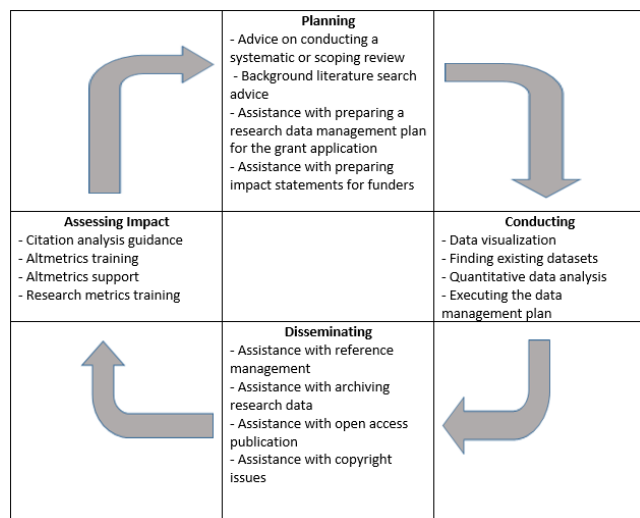 Planning
- Advice on conducting a
systematic or scoping review
- Background literature search
advice
- Assistance with preparing a
research data management plan
for the grant application
- Assistance with preparing
impact statements for funders
Assessing Impact
- Citation analysis guidance
- Altmetrics training
- Altmetrics support
- Research metrics training
Conducting
- Data visualization
- Finding existing datasets
- Quantitative data analysis
- Executing the data
management plan
Disseminating
- Assistance with reference
management
- Assistance with archiving
research data
- Assistance with open access
publication
- Assistance with copyright
issues